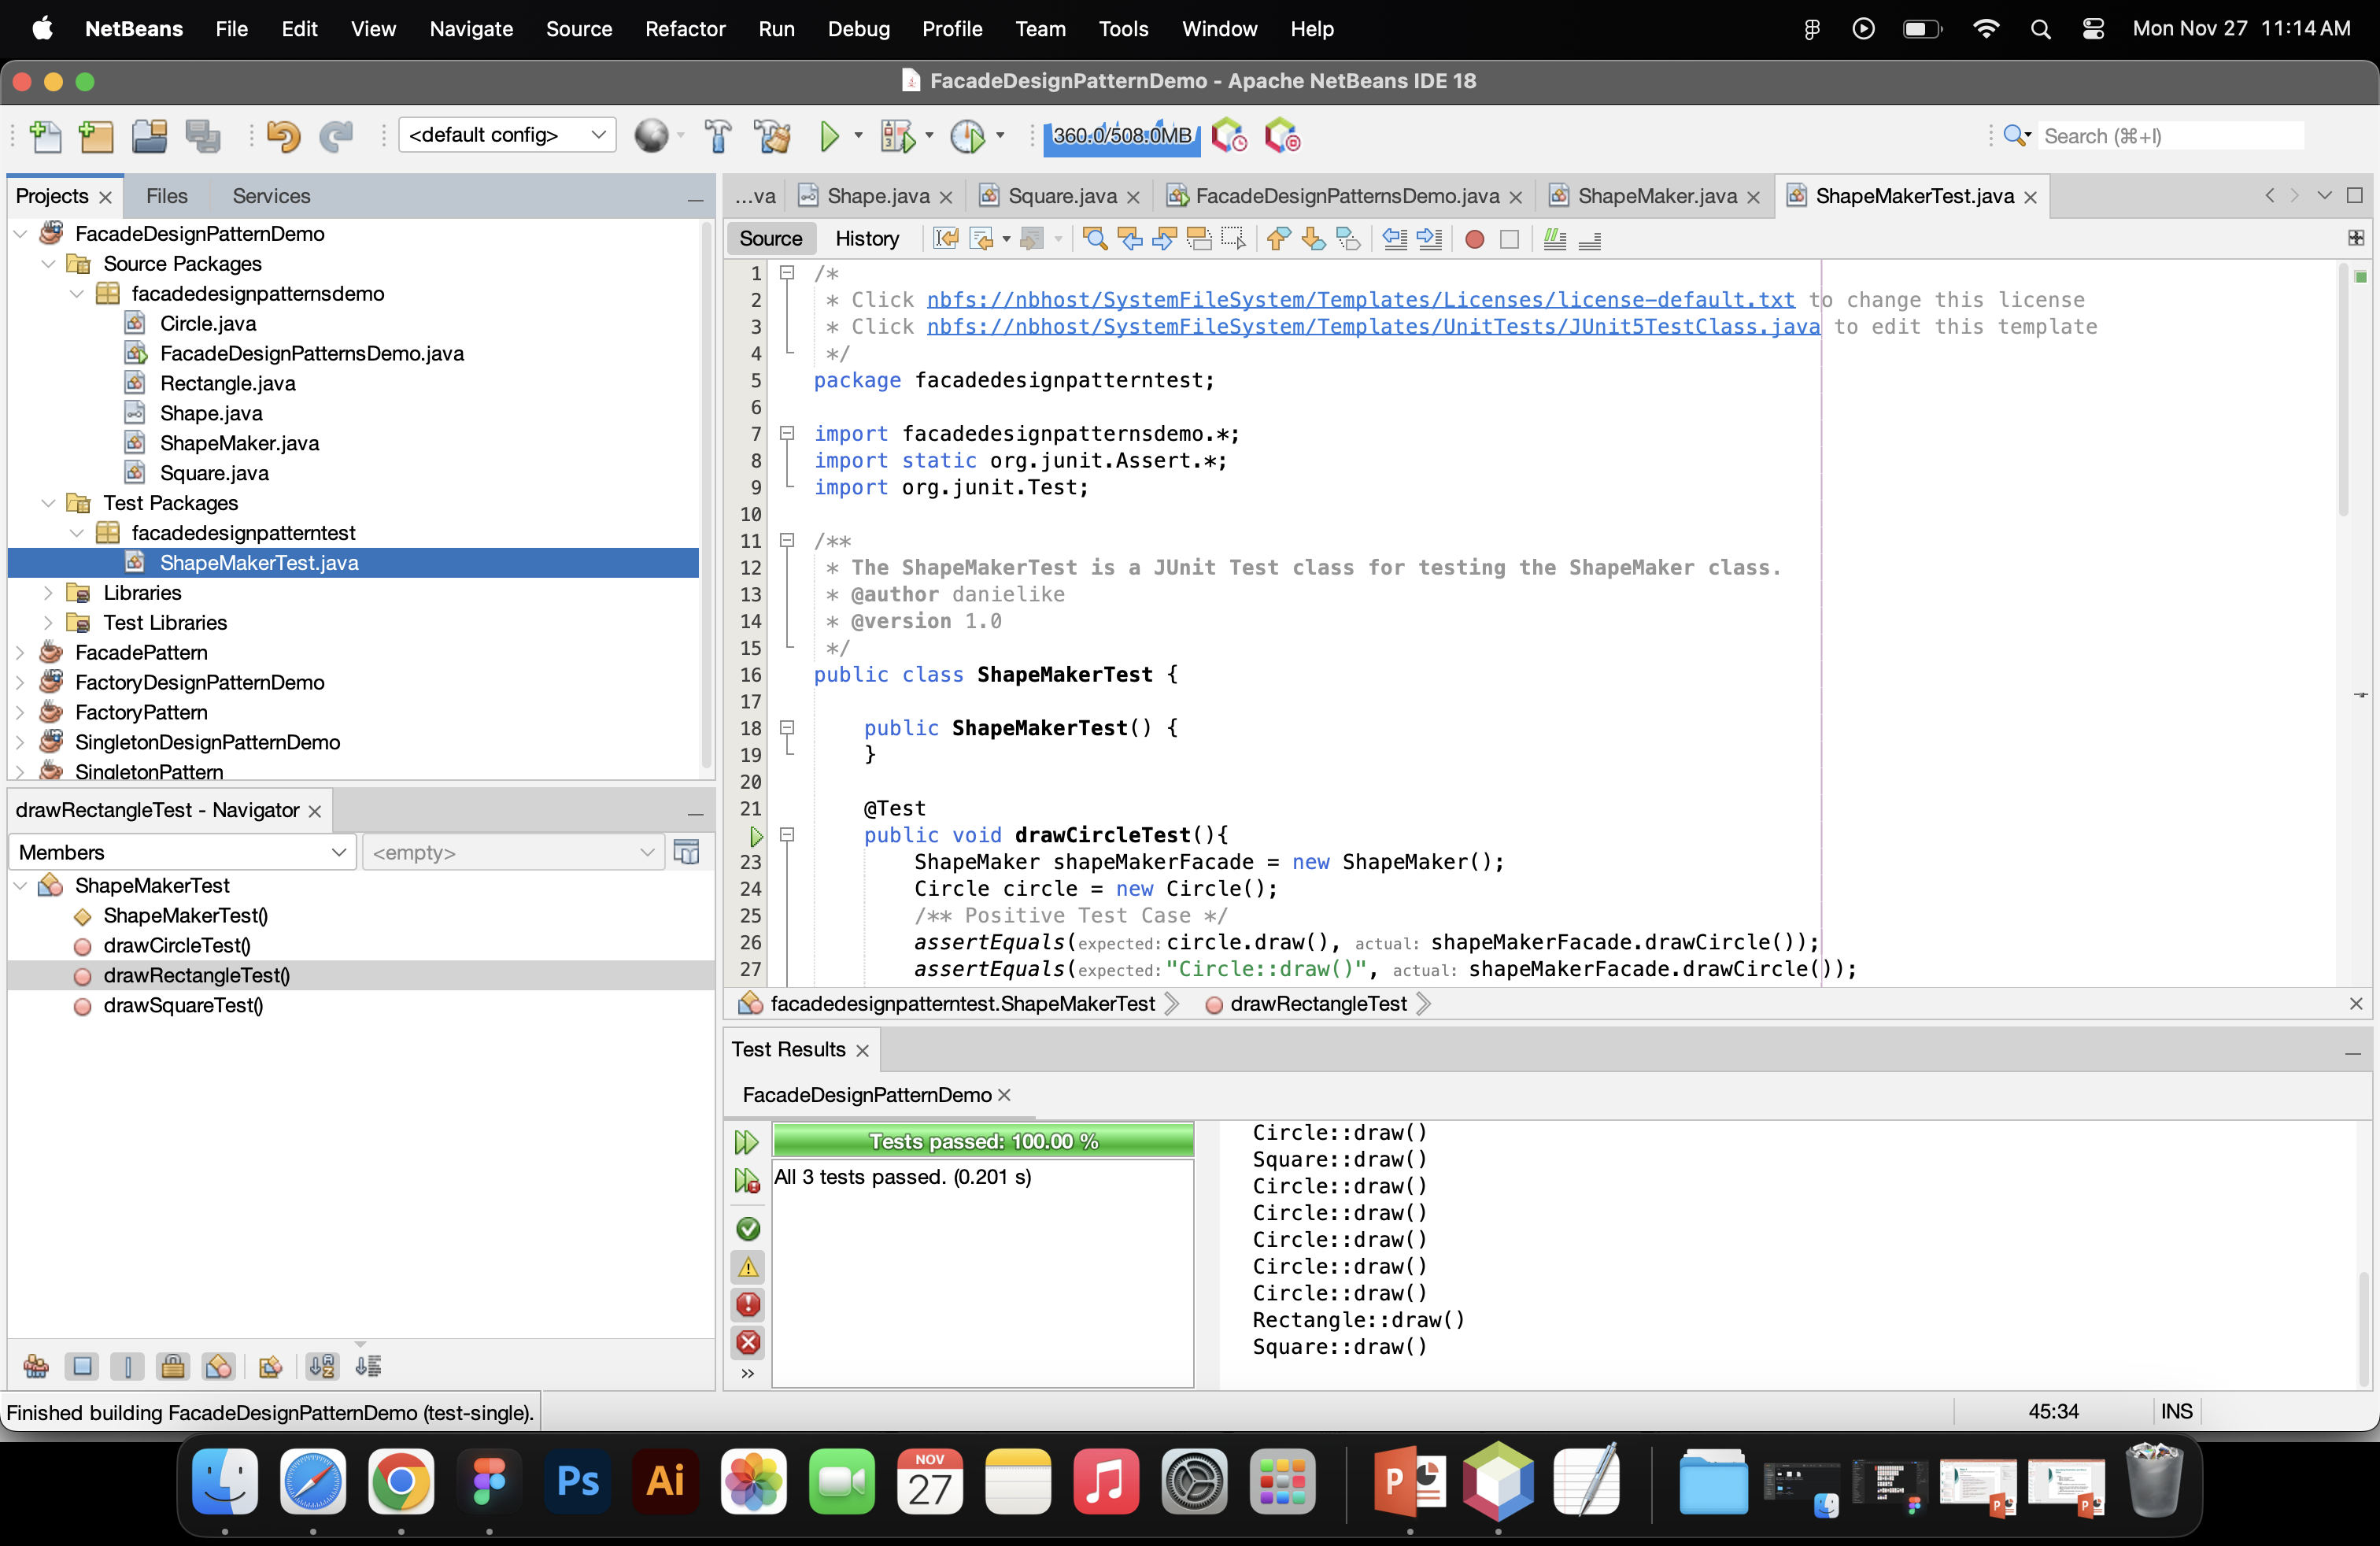 NetBeans File Edit View Navigate Source Refactor Run Debug Profile Team Tools Window Help Mon Nov 27 11:14 AM
FacadeDesignPatternDemo - Apache NetBeans IDE 18
<default config> 360.0/508.0MB Search (⌘+I)
Projects Files Services
FacadeDesignPatternDemo
Source Packages
facadedesignpatternsdemo
Circle.java
FacadeDesignPatternsDemo.java
Rectangle.java
Shape.java
ShapeMaker.java
Square.java
Test Packages
facadedesignpatterntest
ShapeMakerTest.java
Libraries
Test Libraries
FacadePattern
FactoryDesignPatternDemo
FactoryPattern
SingletonDesignPatternDemo
SingletonPattern
drawRectangleTest - Navigator
Members <empty>
ShapeMakerTest
ShapeMakerTest()
drawCircleTest()
drawRectangleTest()
drawSquareTest()
...va Shape.java Square.java FacadeDesignPatternsDemo.java ShapeMaker.java ShapeMakerTest.java
Source History
1 /*
2 * Click nbfs://nbhost/SystemFileSystem/Templates/Licenses/license-default.txt to change this license
3 * Click nbfs://nbhost/SystemFileSystem/Templates/UnitTests/JUnit5TestClass.java to edit this template
4 */
5 package facadedesignpatterntest;
6
7 import facadedesignpatternsdemo.*;
8 import static org.junit.Assert.*;
9 import org.junit.Test;
10
11 /**
12 * The ShapeMakerTest is a JUnit Test class for testing the ShapeMaker class.
13 * @author danielike
14 * @version 1.0
15 */
16 public class ShapeMakerTest {
17
18 public ShapeMakerTest() {
19 }
20
21 @Test
public void drawCircleTest(){
23 ShapeMaker shapeMakerFacade = new ShapeMaker();
24 Circle circle = new Circle();
25 /** Positive Test Case */
26 assertEquals(expected: circle.draw(), actual: shapeMakerFacade.drawCircle());
27 assertEquals(expected: "Circle::draw()", actual: shapeMakerFacade.drawCircle());
facadedesignpatterntest.ShapeMakerTest drawRectangleTest
Test Results
FacadeDesignPatternDemo
Tests passed: 100.00 %
All 3 tests passed. (0.201 s)
Circle::draw()
Square::draw()
Circle::draw()
Circle::draw()
Circle::draw()
Circle::draw()
Circle::draw()
Rectangle::draw()
Square::draw()
Finished building FacadeDesignPatternDemo (test-single). 45:34 INS
Ps Ai NOV 27 P